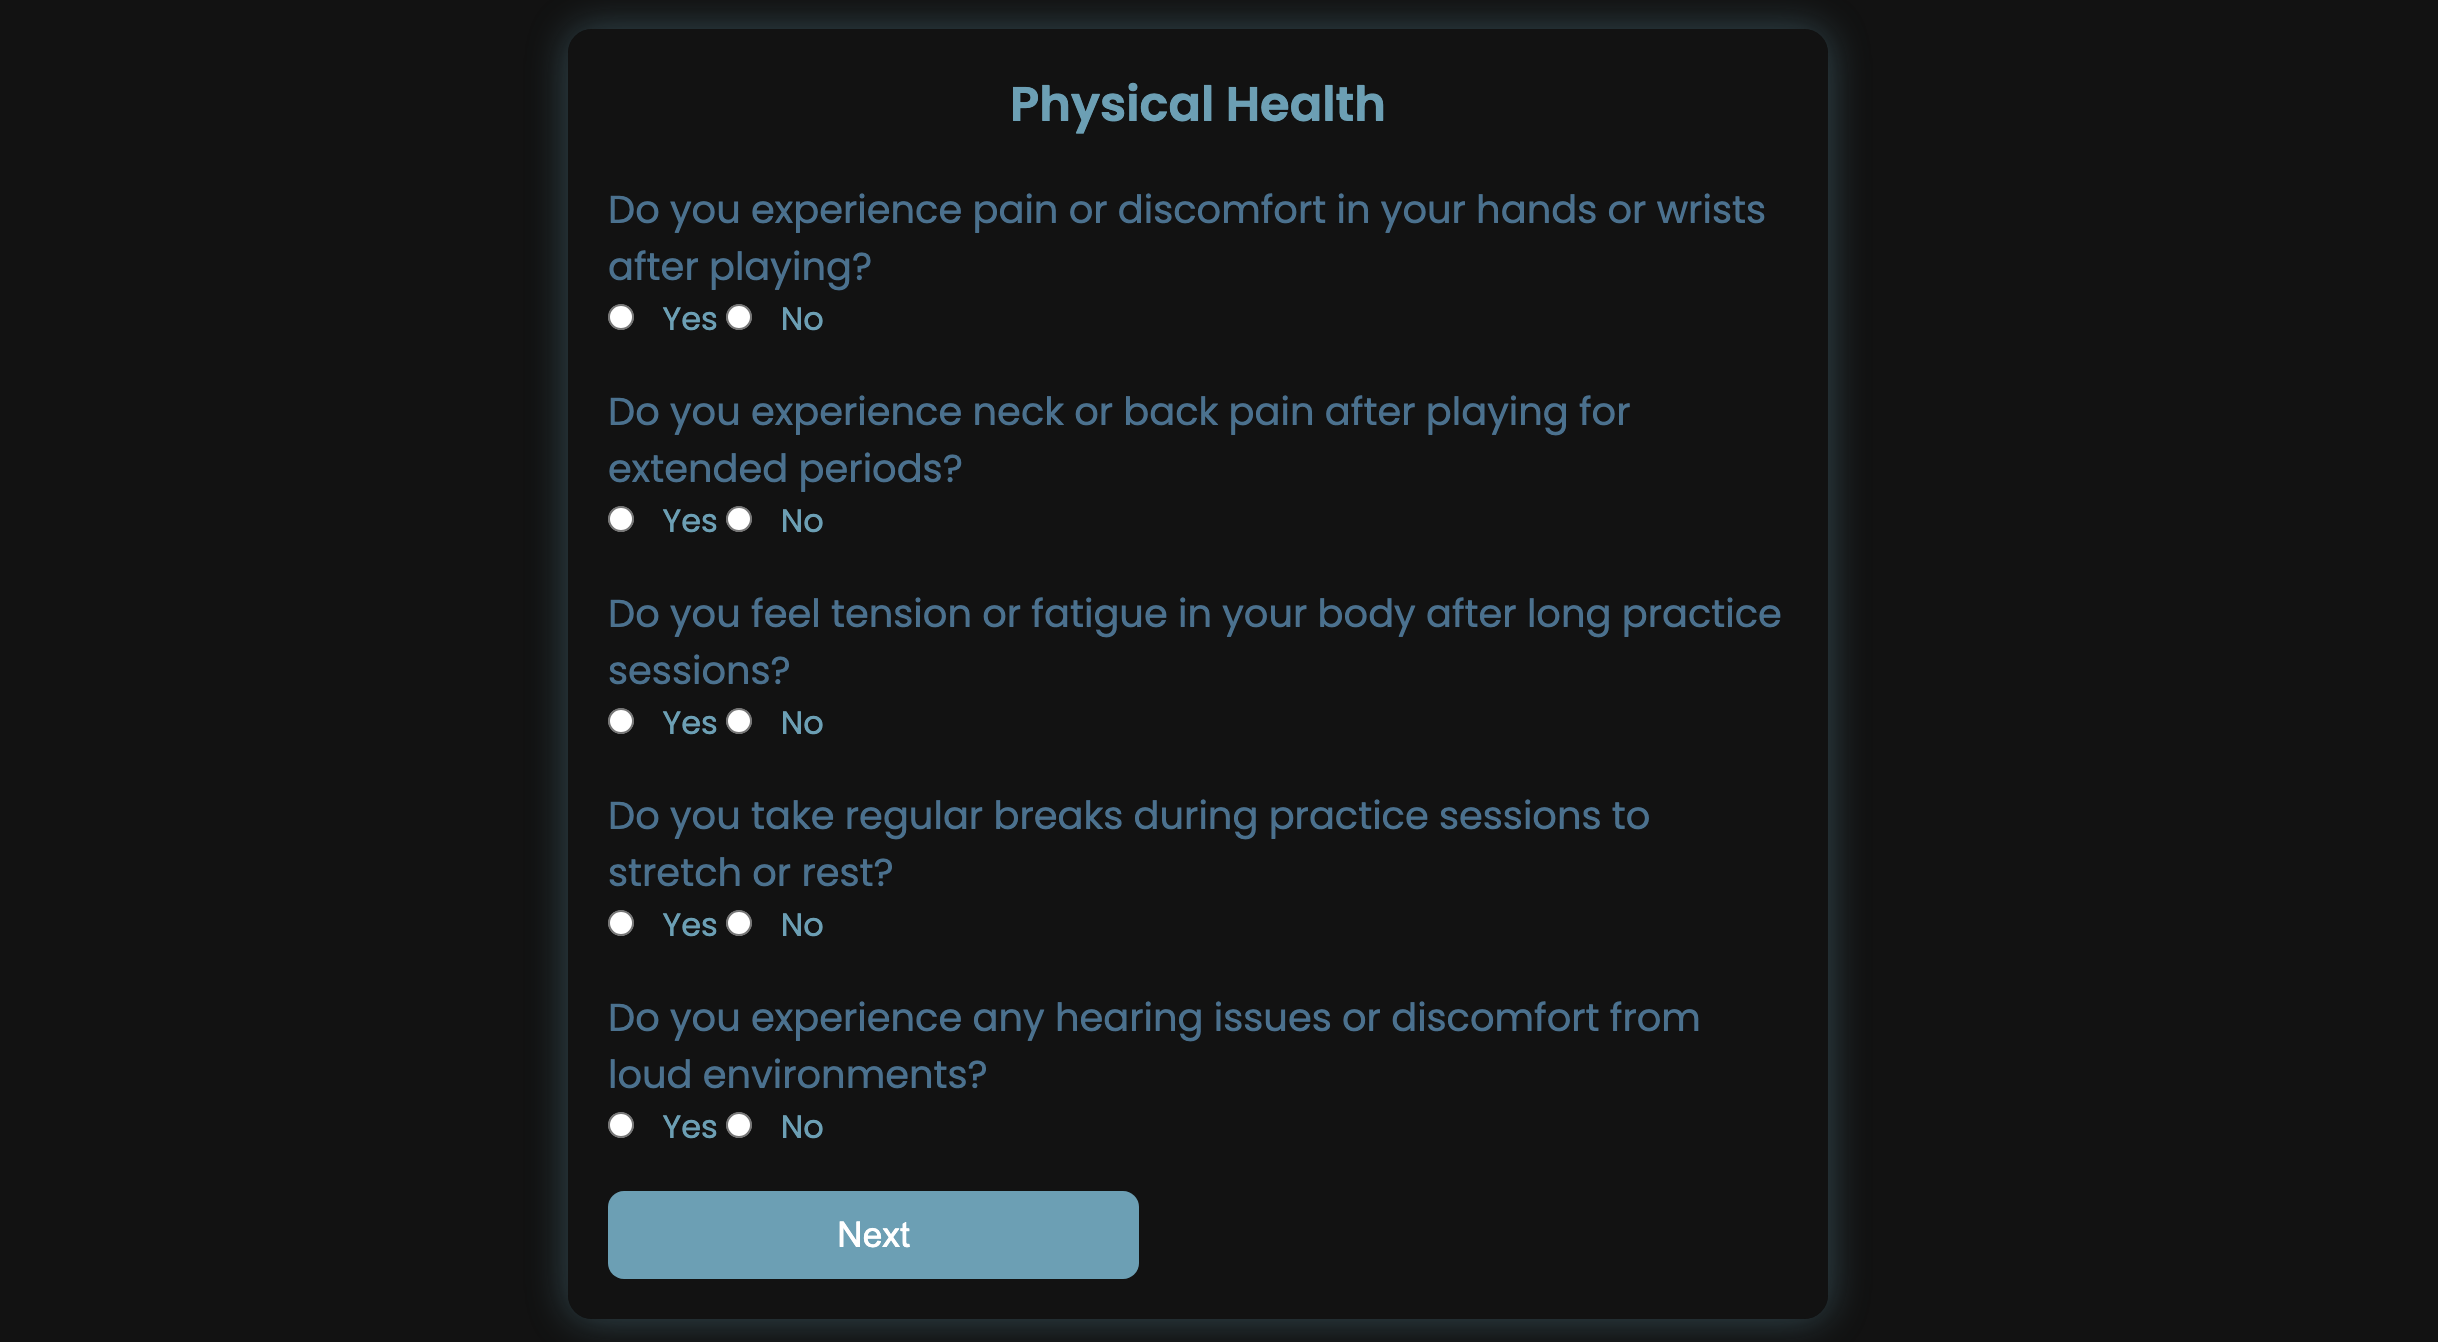 Physical Health
Do you experience pain or discomfort in your hands or wrists
after playing?
Yes No
Do you experience neck or back pain after playing for
extended periods?
Yes No
Do you feel tension or fatigue in your body after long practice
sessions?
Yes No
Do you take regular breaks during practice sessions to
stretch or rest?
Yes No
Do you experience any hearing issues or discomfort from
loud environments?
Yes No
Next